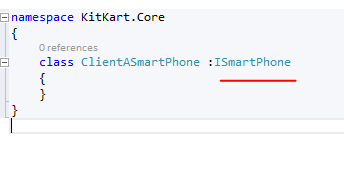 namespace KitKart.Core
{
0 references
class ClientASmartPhone :ISmartPhone
{
}
}